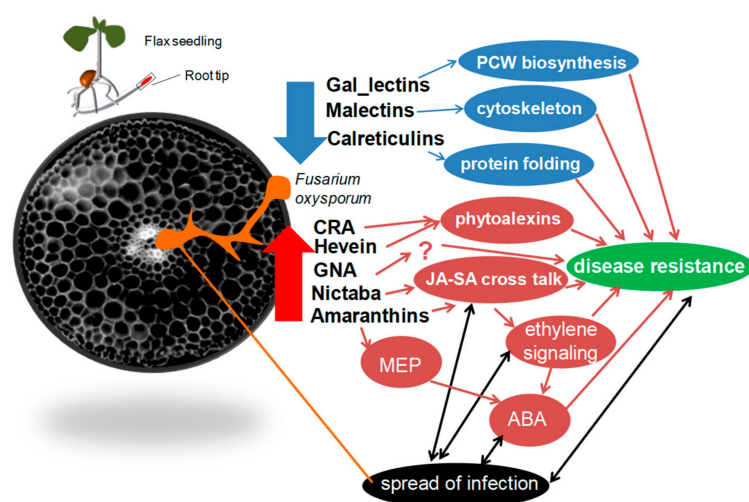 Flax seedling
Root tip
Gal_lectins
Malectins
Calreticulins
PCW biosynthesis
cytoskeleton
protein folding
Fusarium
oxysporum
CRA
Hevein
GNA
Nictaba
Amaranthins
phytoalexins
?
JA-SA cross talk
disease resistance
ethylene
signaling
MEP
ABA
spread of infection